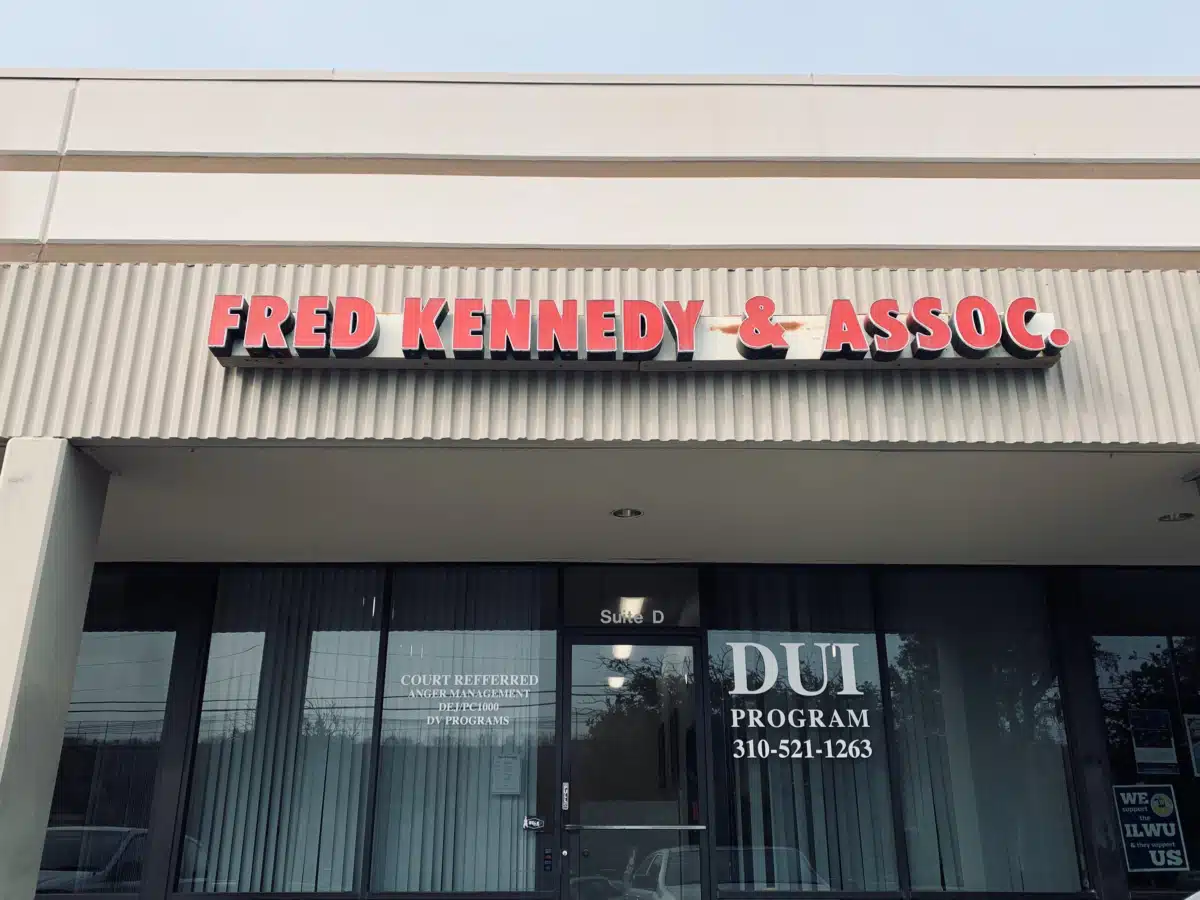 FRED KENNEDY & ASSOC.
Suite D
COURT REFFERRED
ANGER MANAGEMENT
DEJ/PC1000
DV PROGRAMS
DUI
PROGRAM
310-521-1263
WE
support
the
ILWU
& they support
US